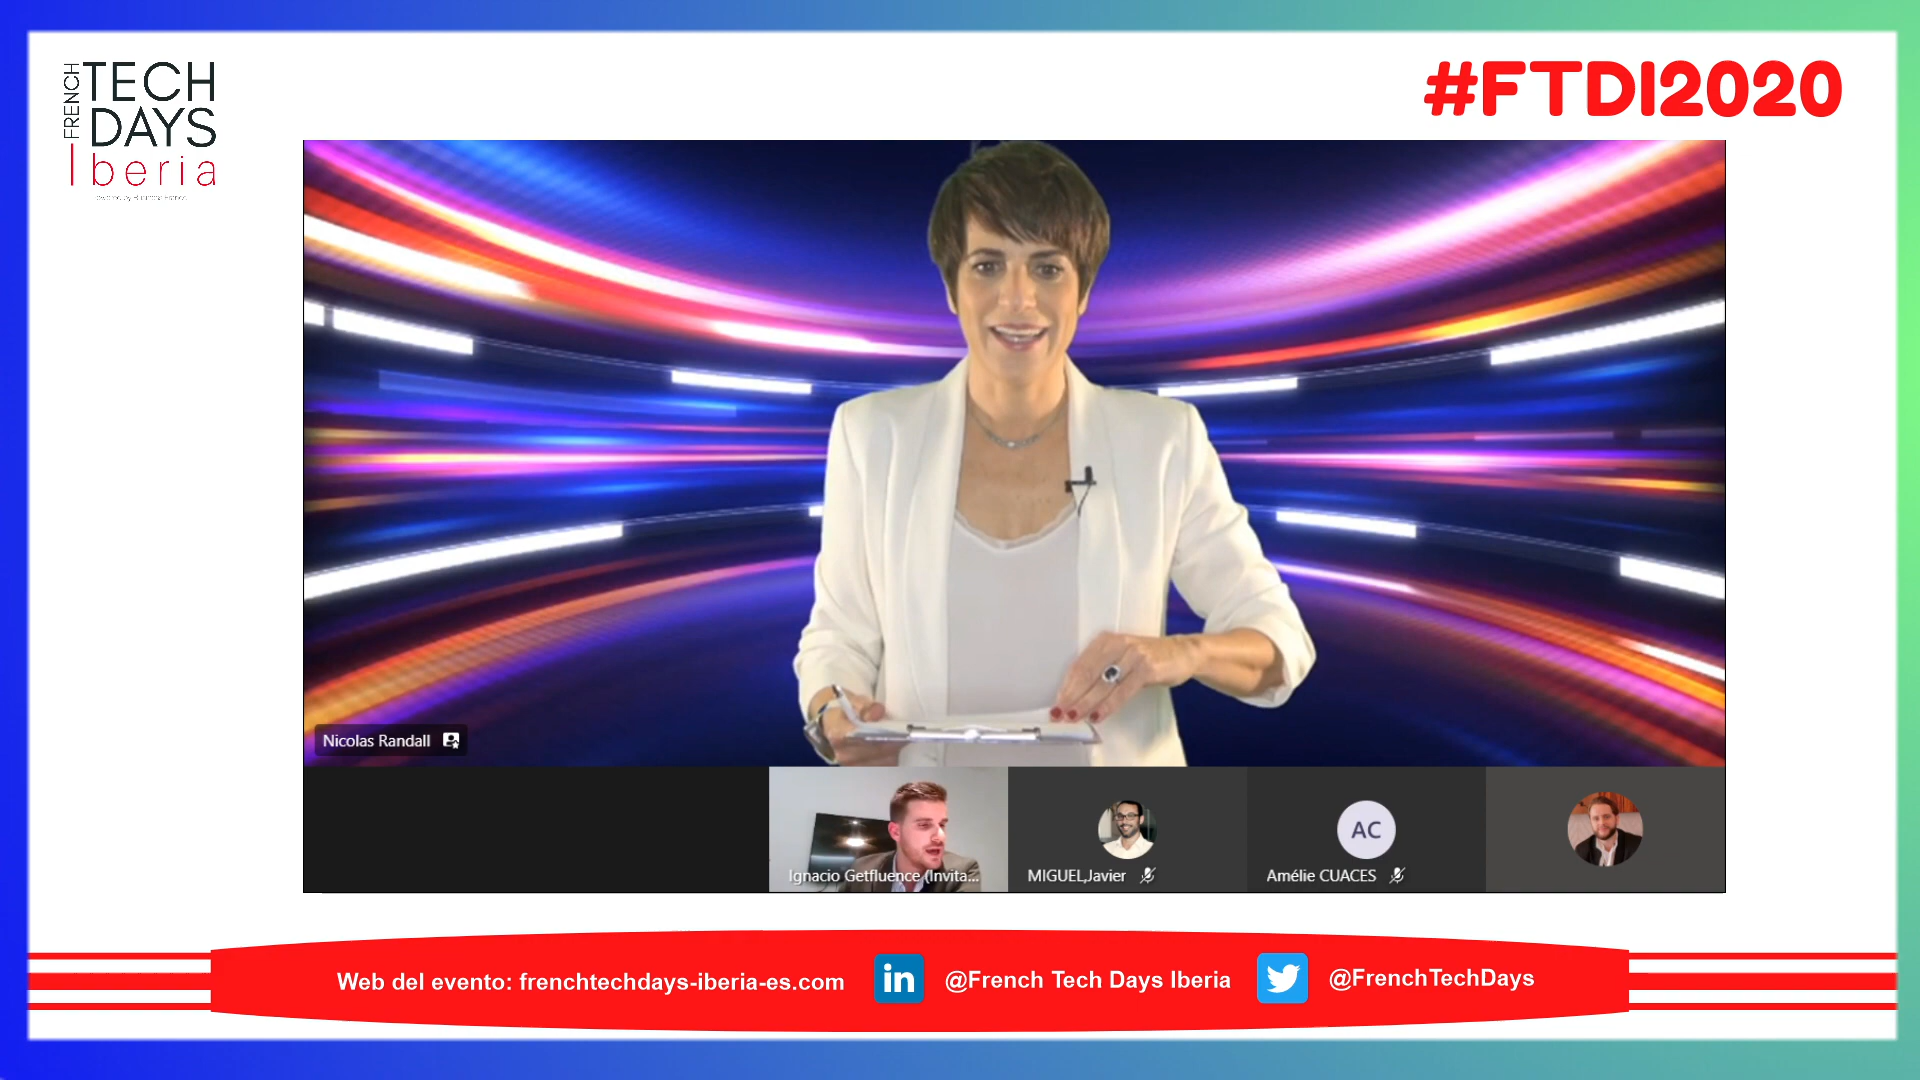 FRENCH
TECH
DAYS
Iberia
#FTDI2020
Nicolas Randall
Ignacio Getfluence (Invita...
MIGUEL,Javier
AC
Amélie CUACES
Web del evento: frenchtechdays-iberia-es.com
in
@French Tech Days Iberia
@FrenchTechDays